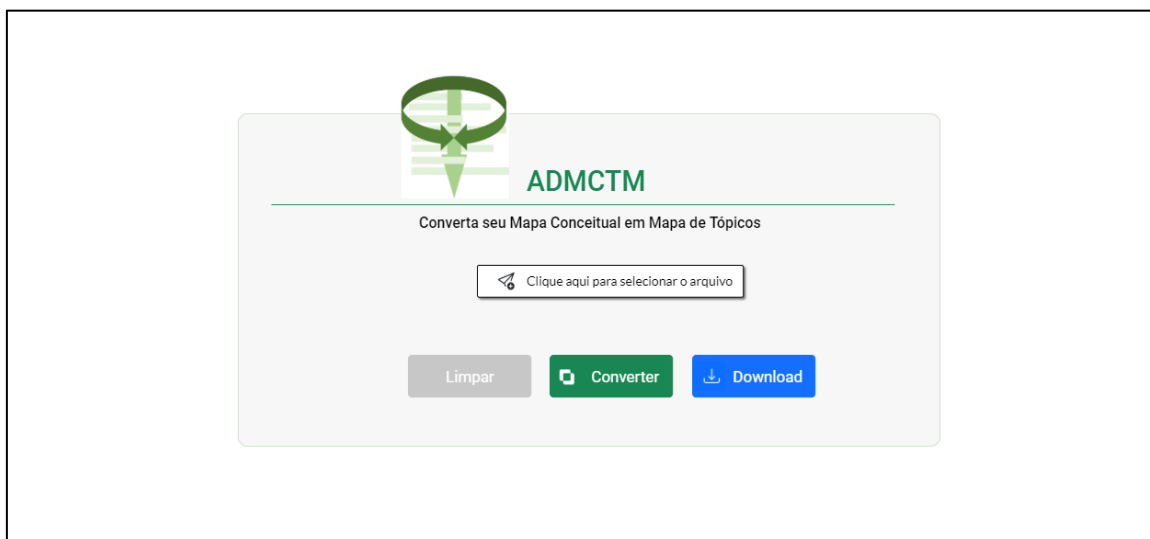 ADMCTM
Converta seu Mapa Conceitual em Mapa de Tópicos
Clique aqui para selecionar o arquivo
Limpar
Converter
Download